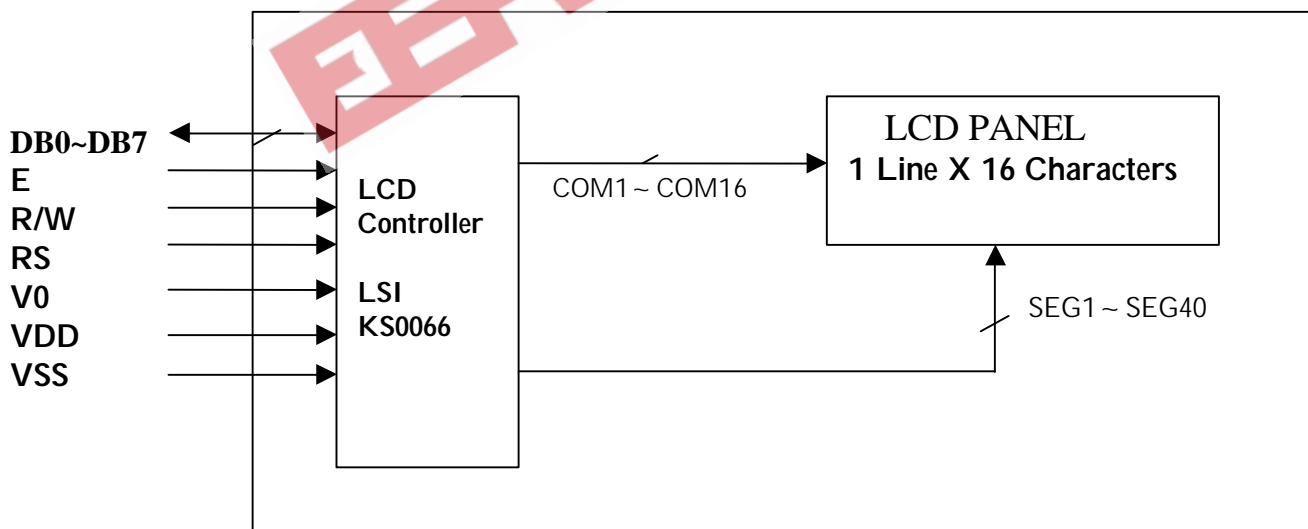 DB0~DB7
E
R/W
RS
V0
VDD
VSS
LCD
Controller
LSI
KS0066
COM1 ~ COM16
LCD PANEL
1 Line X 16 Characters
SEG1 ~ SEG40